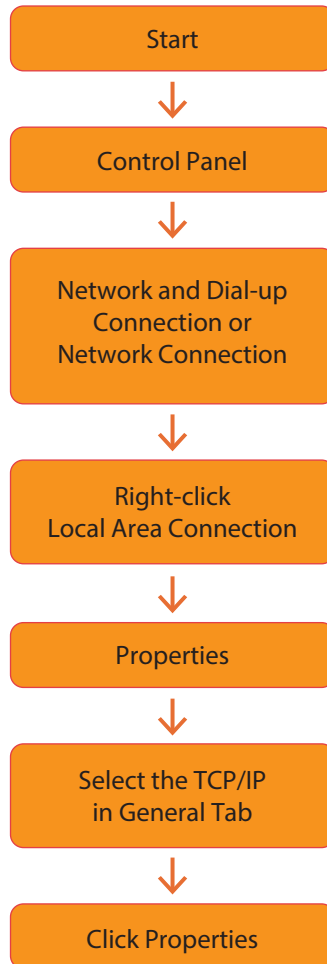 Start
Control Panel
Network and Dial-up
Connection or
Network Connection
Right-click
Local Area Connection
Properties
Select the TCP/IP
in General Tab
Click Properties